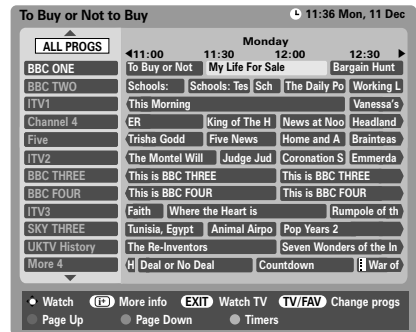 To Buy or Not to Buy 11:36 Mon, 11 Dec
ALL PROGS Monday
11:00 11:30 12:00 12:30
BBC ONE To Buy or Not My Life For Sale Bargain Hunt
BBC TWO Schools: Schools: Tes Sch The Daily Po Working L
ITV1 This Morning Vanessa's
Channel 4 ER King of The H News at Noo Headland
Five Trisha Godd Five News Home and A Brainteas
ITV2 The Montel Will Judge Jud Coronation S Emmerda
BBC THREE This is BBC THREE This is BBC THREE
BBC FOUR This is BBC FOUR This is BBC FOUR
ITV3 Faith Where the Heart is Rumpole of th
SKY THREE Tunisia, Egypt Animal Airpo Pop Years 2
UKTV History The Re-Inventors Seven Wonders of the In
More 4 H Deal or No Deal Countdown War of
Watch i+ More info EXIT Watch TV TV/FAV Change progs
Page Up Page Down Timers